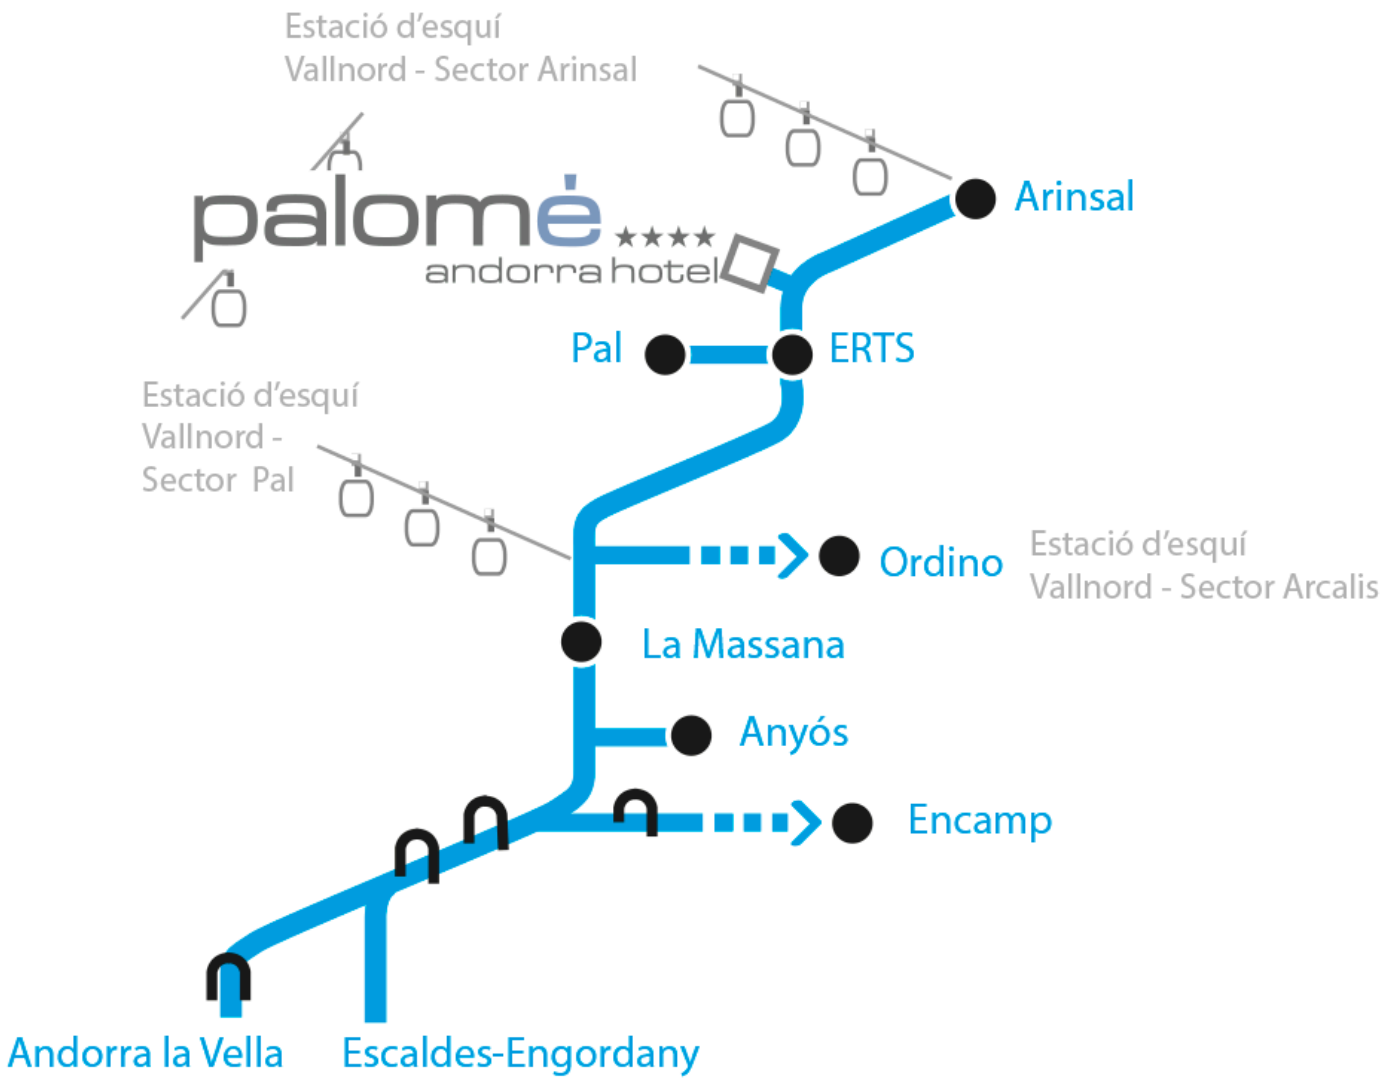 Estació d'esquí
Vallnord - Sector Arinsal
Arinsal
palomé
★★★★
andorra hotel
Pal
ERTS
Estació d'esquí
Vallnord -
Sector Pal
Ordino
Estació d'esquí
Vallnord - Sector Arcalis
La Massana
Anyós
Encamp
Andorra la Vella
Escaldes-Engordany